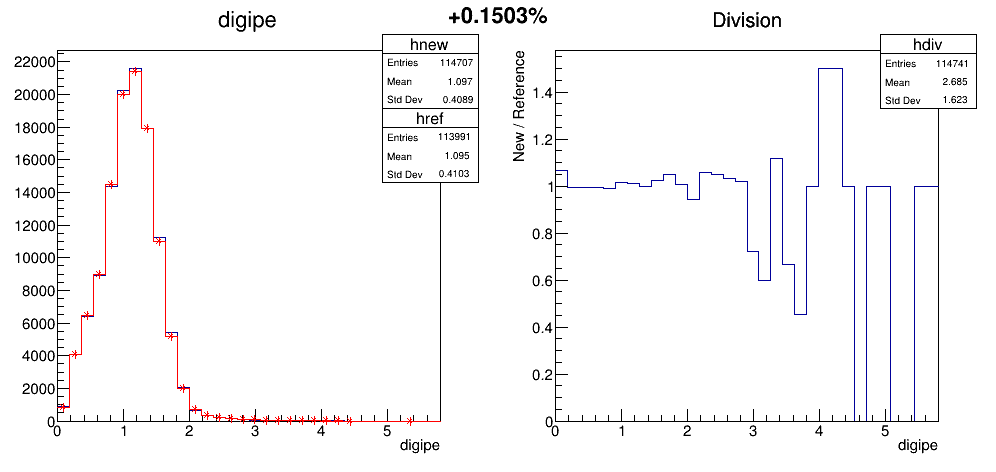 +0.1503%
digipe
hnew
Entries 114707
Mean 1.097
Std Dev 0.4089
href
Entries 113991
Mean 1.095
Std Dev 0.4103
22000
20000
18000
16000
14000
12000
10000
8000
6000
4000
2000
0
0 1 2 3 4 5
digipe
Division
hdiv
Entries 114741
Mean 2.685
Std Dev 1.623
New / Reference
1.4
1.2
1
0.8
0.6
0.4
0.2
0
0 1 2 3 4 5
digipe